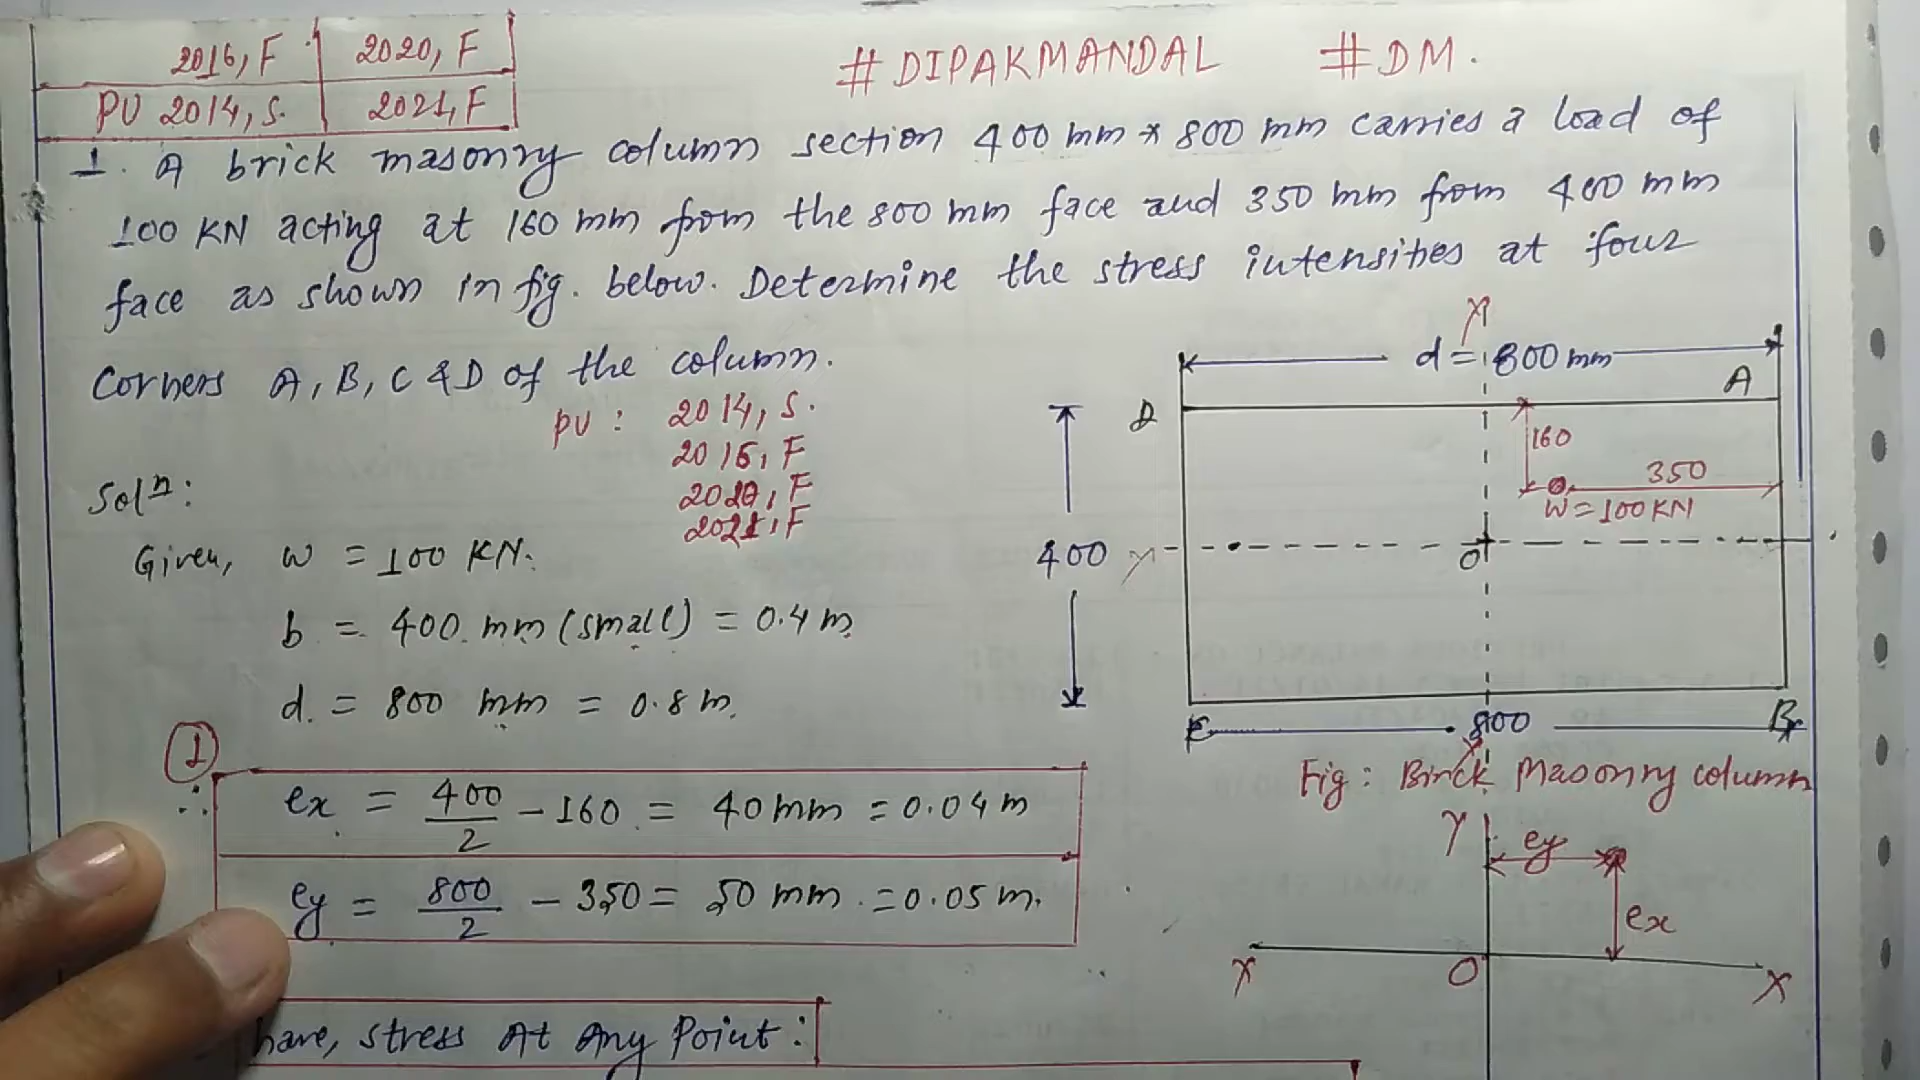 2016, F 2020, F
PU 2014, S. 2021, F
#DIPAKMANDAL #DM.
1. A brick masonry column section 400 mm * 800 mm carries a load of
100 KN acting at 160 mm from the 800 mm face and 350 mm from 400 mm
face as shown in fig. below. Determine the stress intensities at four
Corners A, B, C & D of the column.
PU: 2014, S.
2016, F
2020, F
2021, F
Sol n:
Given, W = 100 KN.
b = 400 mm (small) = 0.4 m
d. = 800 mm = 0.8 m.
1
∴ ex = 400/2 - 160 = 40 mm = 0.04 m
ey = 800/2 - 350 = 50 mm. = 0.05 m.
have, stress At Any Point:
Y
d = 800 mm
D A
160
350
W = 100 KN
400
O
C 800 B
Fig: Birck Masonry column
Y ey
ex
X O X